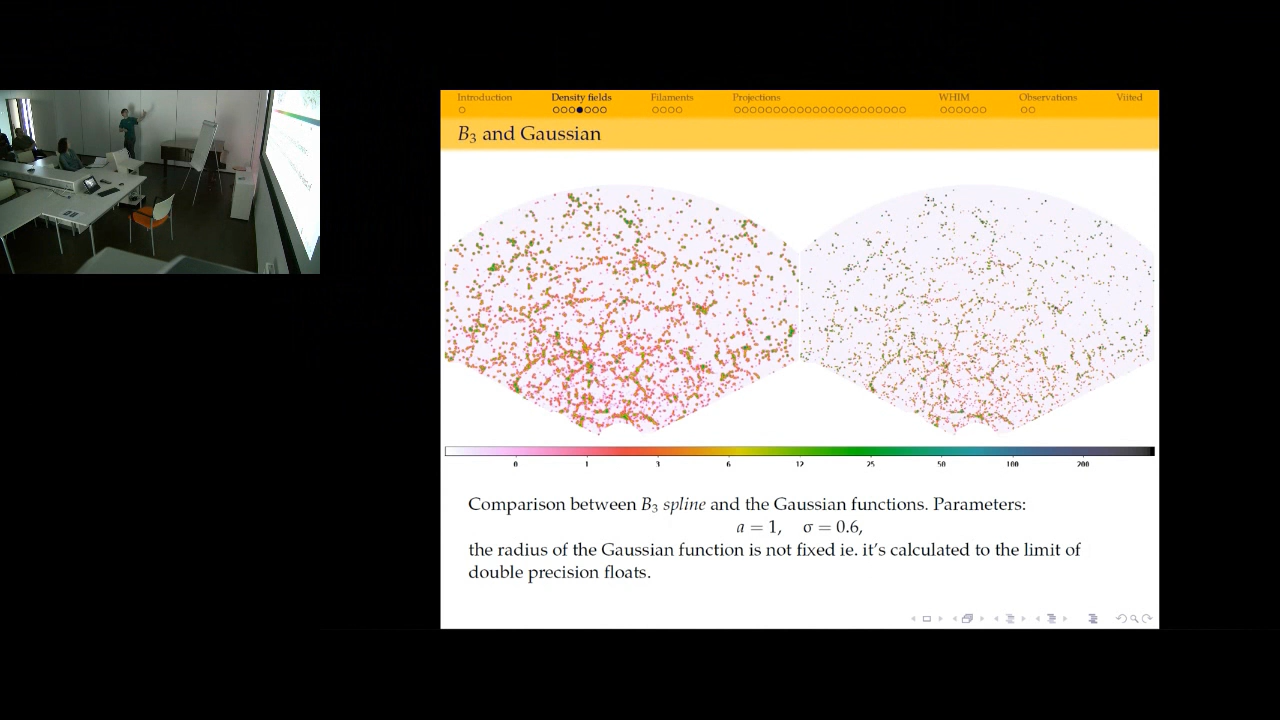 Introduction Density fields Filaments Projections WHIM Observations Viited
B3 and Gaussian
0 1 3 6 12 25 50 100 200
Comparison between B3 spline and the Gaussian functions. Parameters:
a = 1, σ = 0.6,
the radius of the Gaussian function is not fixed ie. it's calculated to the limit of
double precision floats.